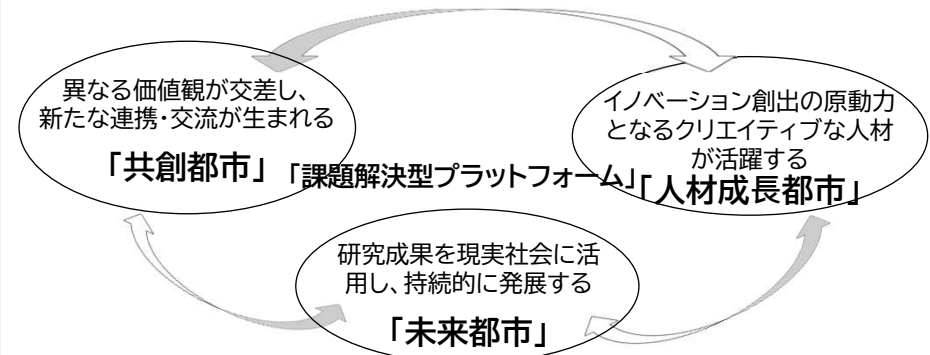 異なる価値観が交差し、
新たな連携・交流が生まれる
「共創都市」
「課題解決型プラットフォーム」
イノベーション創出の原動力
となるクリエイティブな人材
が活躍する
「人材成長都市」
研究成果を現実社会に活
用し、持続的に発展する
「未来都市」